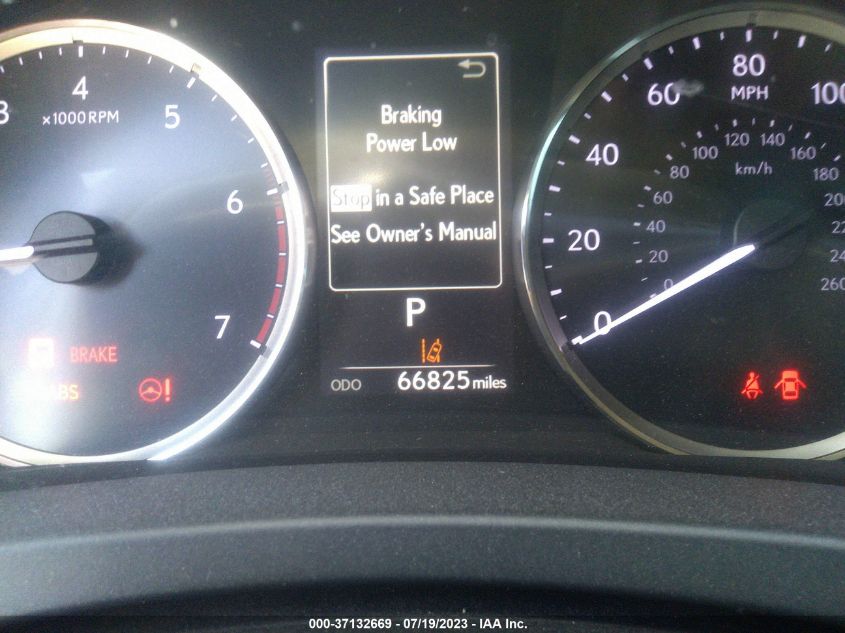 3
4
5
6
7
×1000 RPM
BRAKE
ABS
!
Braking
Power Low
Stop in a Safe Place
See Owner's Manual
P
ODO 66825 miles
0
20
40
60
80
100
MPH
0
20
40
60
80
100
120
140
160
180
km/h
260
000-37132669 - 07/19/2023 - IAA Inc.